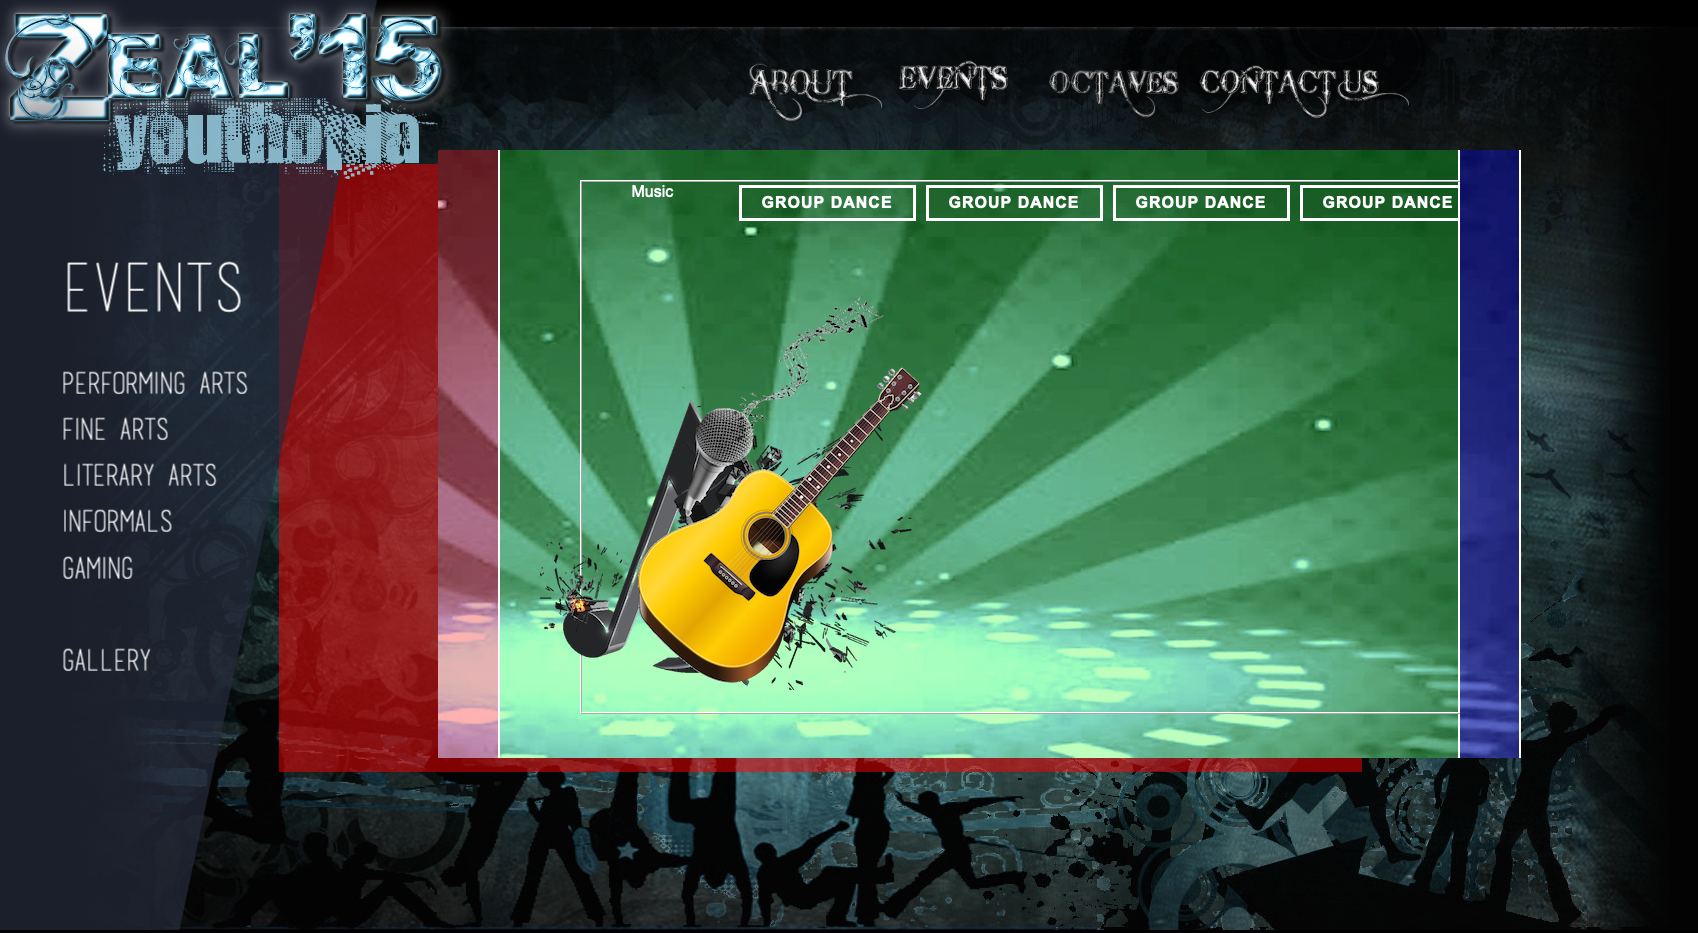 ZEAL'15
youthopia
ABOUT EVENTS OCTAVES CONTACT US
Music GROUP DANCE GROUP DANCE GROUP DANCE GROUP DANCE
EVENTS
PERFORMING ARTS
FINE ARTS
LITERARY ARTS
INFORMALS
GAMING
GALLERY